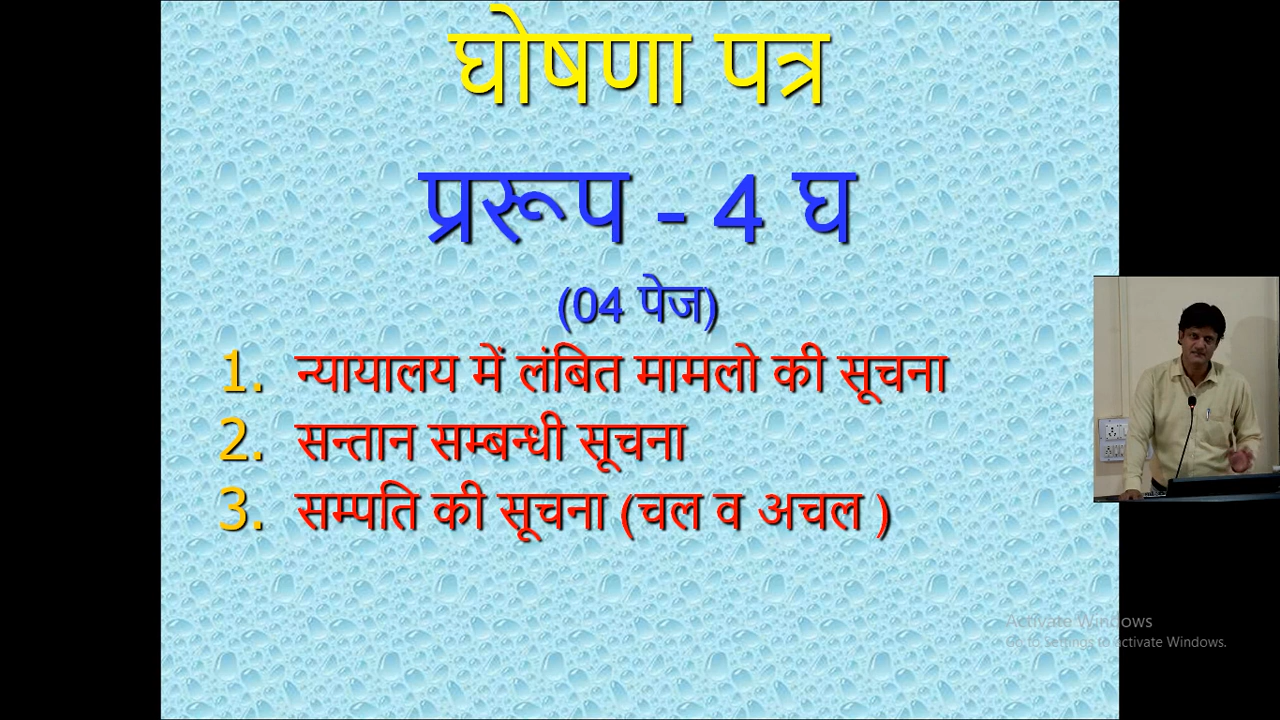 घोषणा पत्र
प्ररूप - 4 घ
(04 पेज)
1. न्यायालय में लंबित मामलो की सूचना
2. सन्तान सम्बन्धी सूचना
3. सम्पति की सूचना (चल व अचल )
Activate Windows
Go to Settings to activate Windows.